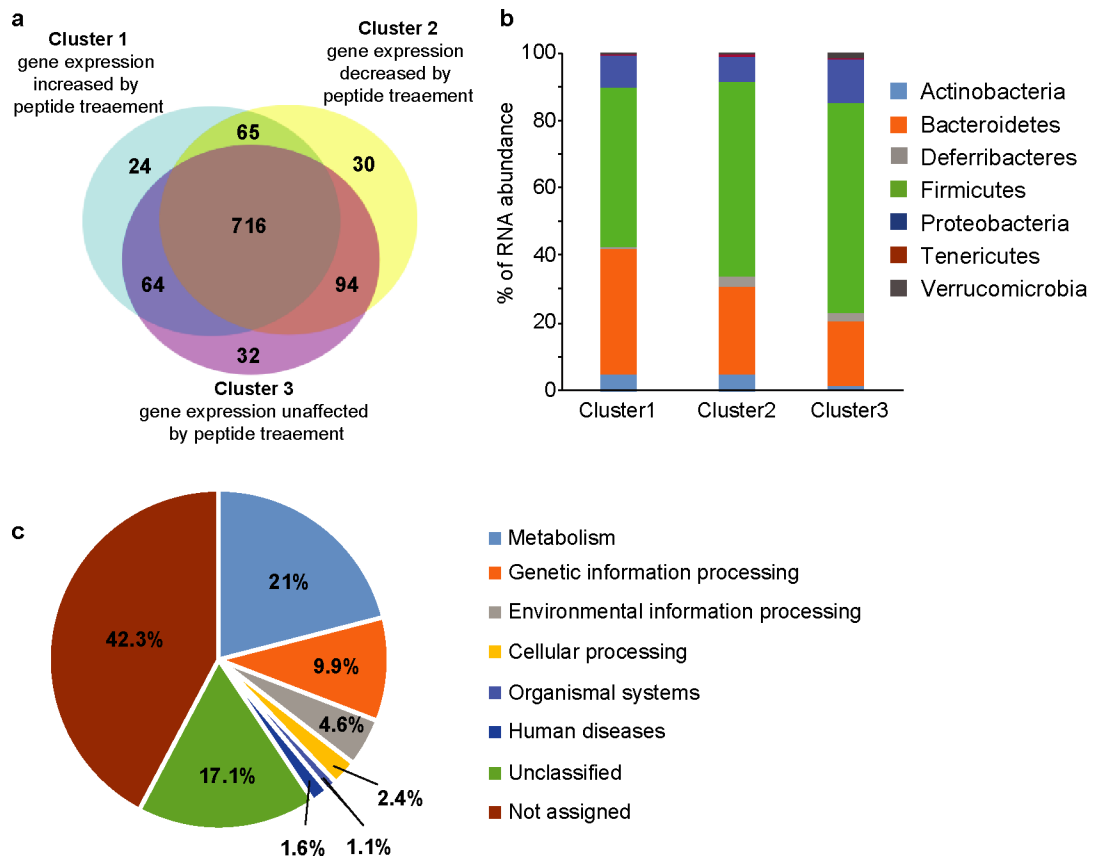 a
Cluster 1
gene expression
increased by
peptide treaement
Cluster 2
gene expression
decreased by
peptide treaement
65
24
30
716
64
94
32
Cluster 3
gene expression unaffected
by peptide treaement
b
% of RNA abundance
100
80
60
40
20
0
Cluster1
Cluster2
Cluster3
Actinobacteria
Bacteroidetes
Deferribacteres
Firmicutes
Proteobacteria
Tenericutes
Verrucomicrobia
c
21%
9.9%
4.6%
2.4%
1.1%
1.6%
17.1%
42.3%
Metabolism
Genetic information processing
Environmental information processing
Cellular processing
Organismal systems
Human diseases
Unclassified
Not assigned